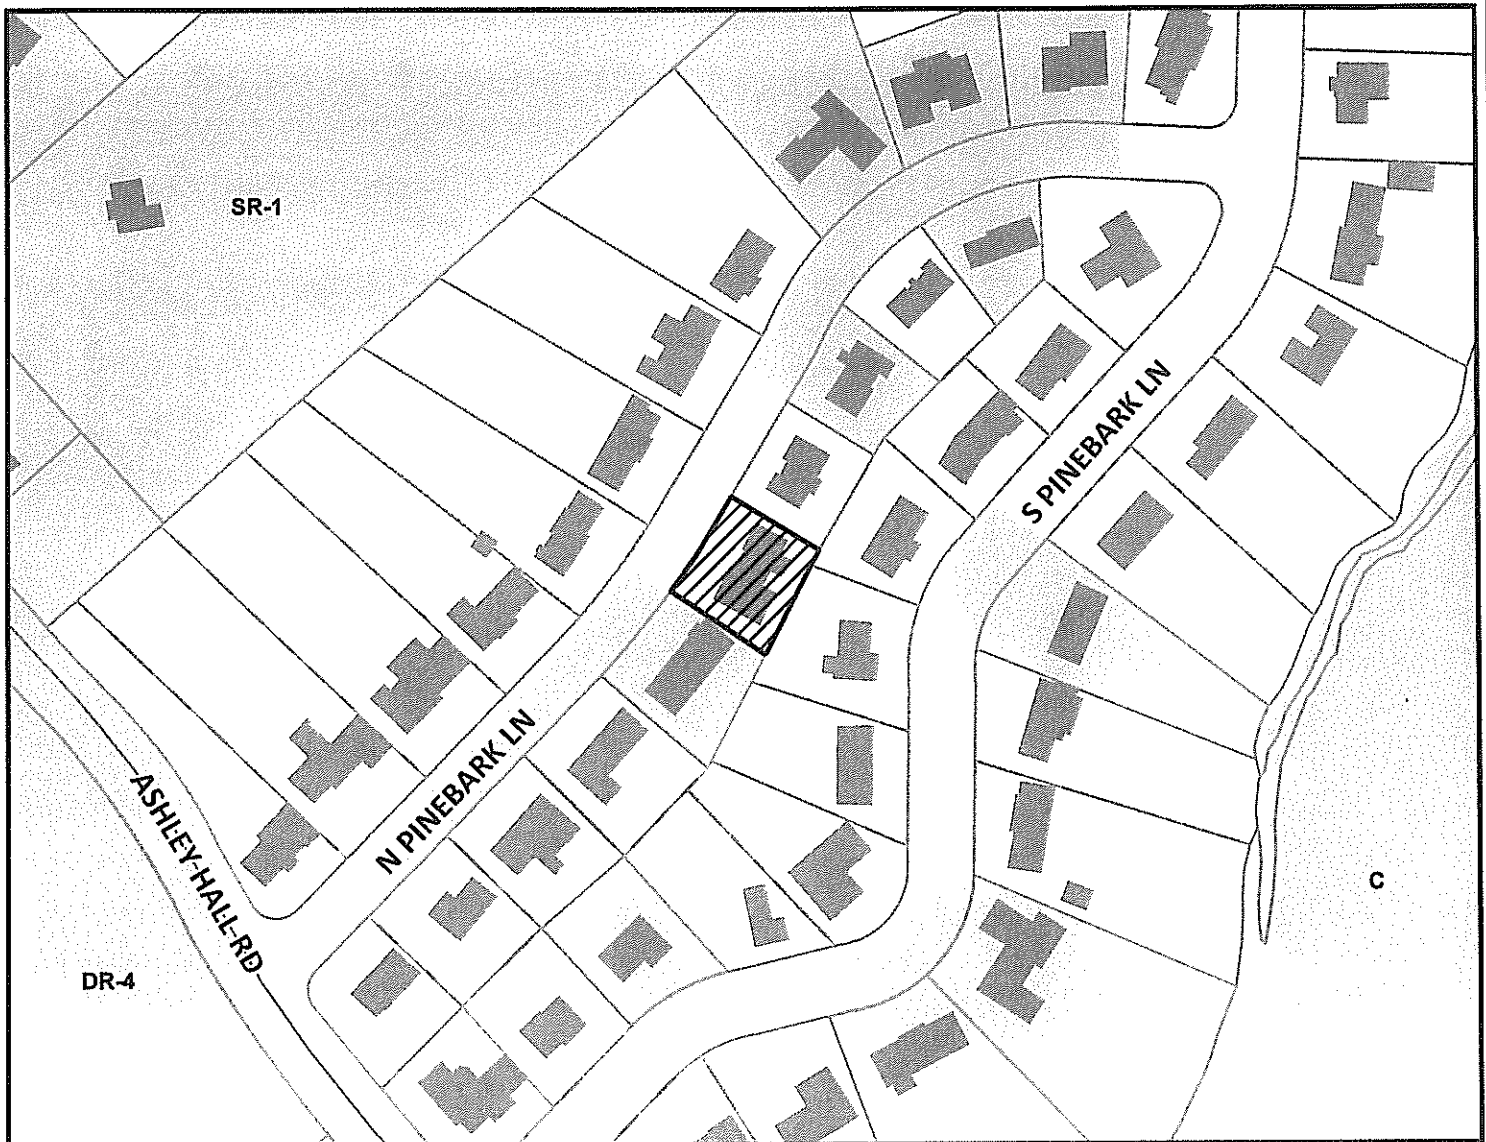 SR-1
S PINEBARK LN
N PINEBARK LN
ASHLEY HALL RD
C
DR-4